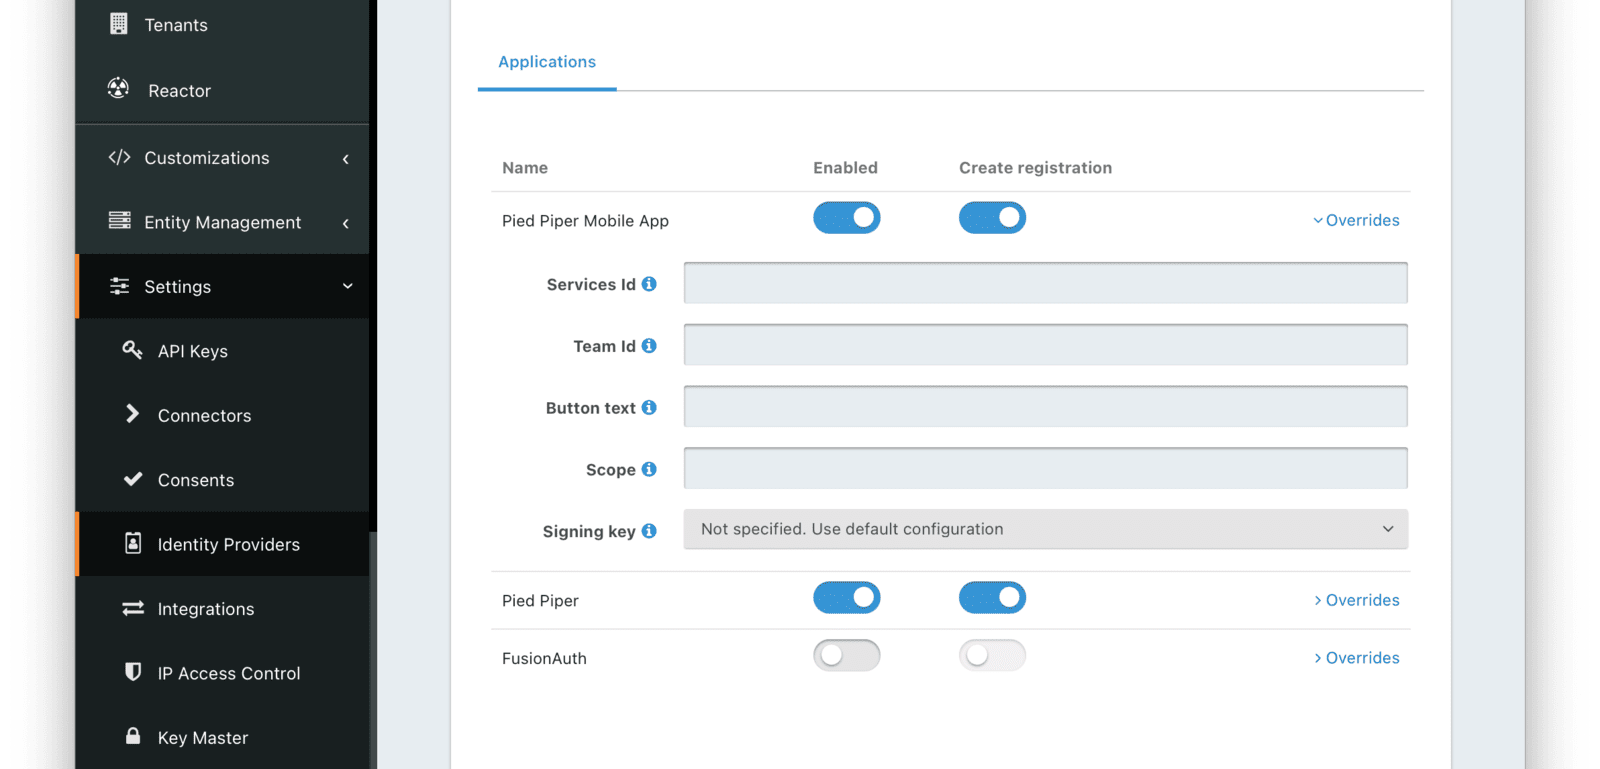 Tenants
Reactor
Customizations
Entity Management
Settings
API Keys
Connectors
Consents
Identity Providers
Integrations
IP Access Control
Key Master
Applications
Name Enabled Create registration
Pied Piper Mobile App Overrides
Services Id
Team Id
Button text
Scope
Signing key Not specified. Use default configuration
Pied Piper Overrides
FusionAuth Overrides